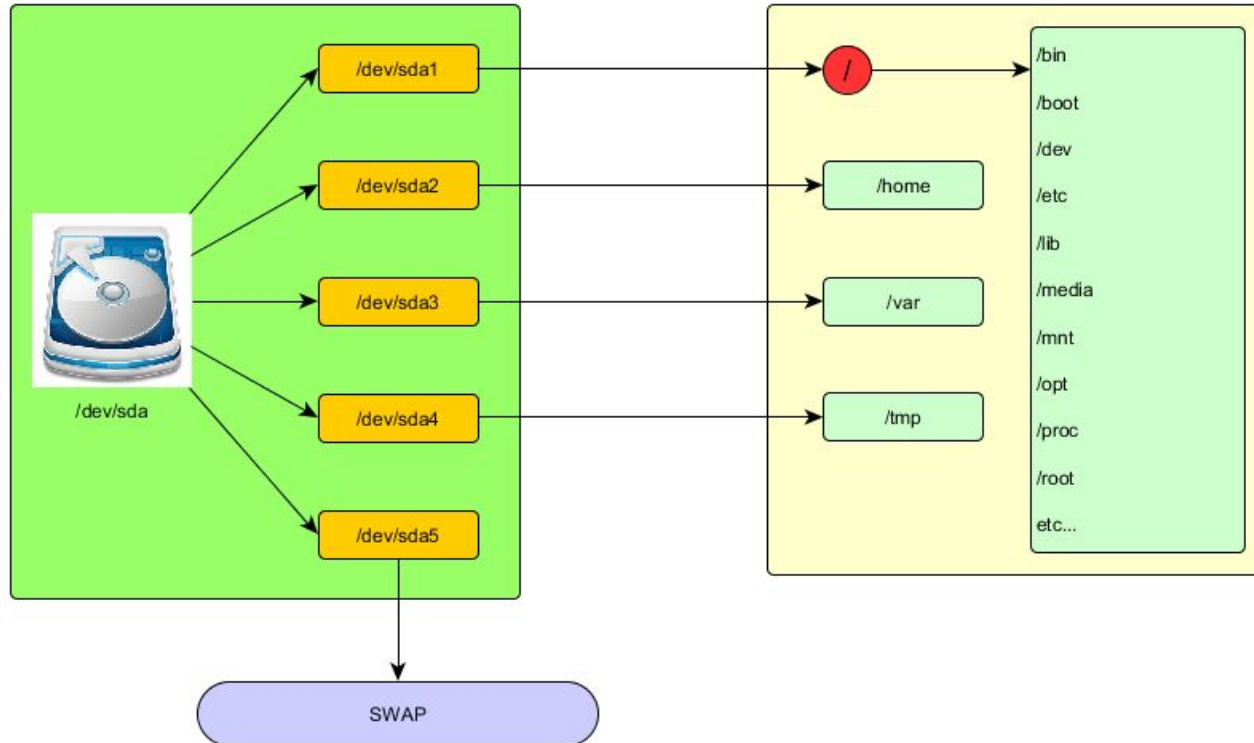 /dev/sda
/dev/sda1
/dev/sda2
/dev/sda3
/dev/sda4
/dev/sda5
SWAP
/
/home
/var
/tmp
/bin
/boot
/dev
/etc
/lib
/media
/mnt
/opt
/proc
/root
etc...